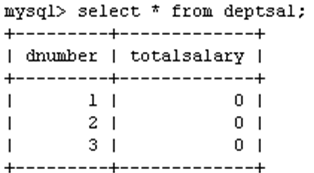 mysql> select * from deptsal;
+---------+-------------+
| dnumber | totalsalary |
+---------+-------------+
|       1 |           0 |
|       2 |           0 |
|       3 |           0 |
+---------+-------------+